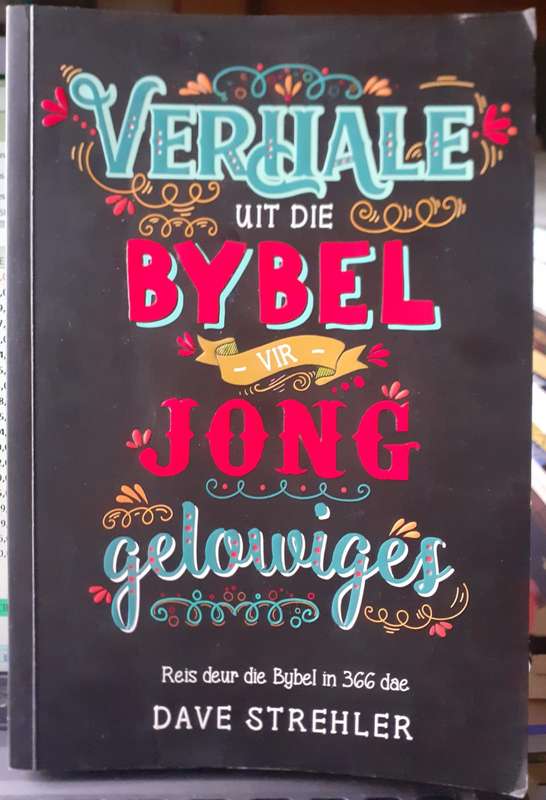 VERHALE
UIT DIE
BYBEL
- VIR -
JONG
gelowiges
Reis deur die Bybel in 366 dae
DAVE STREHLER